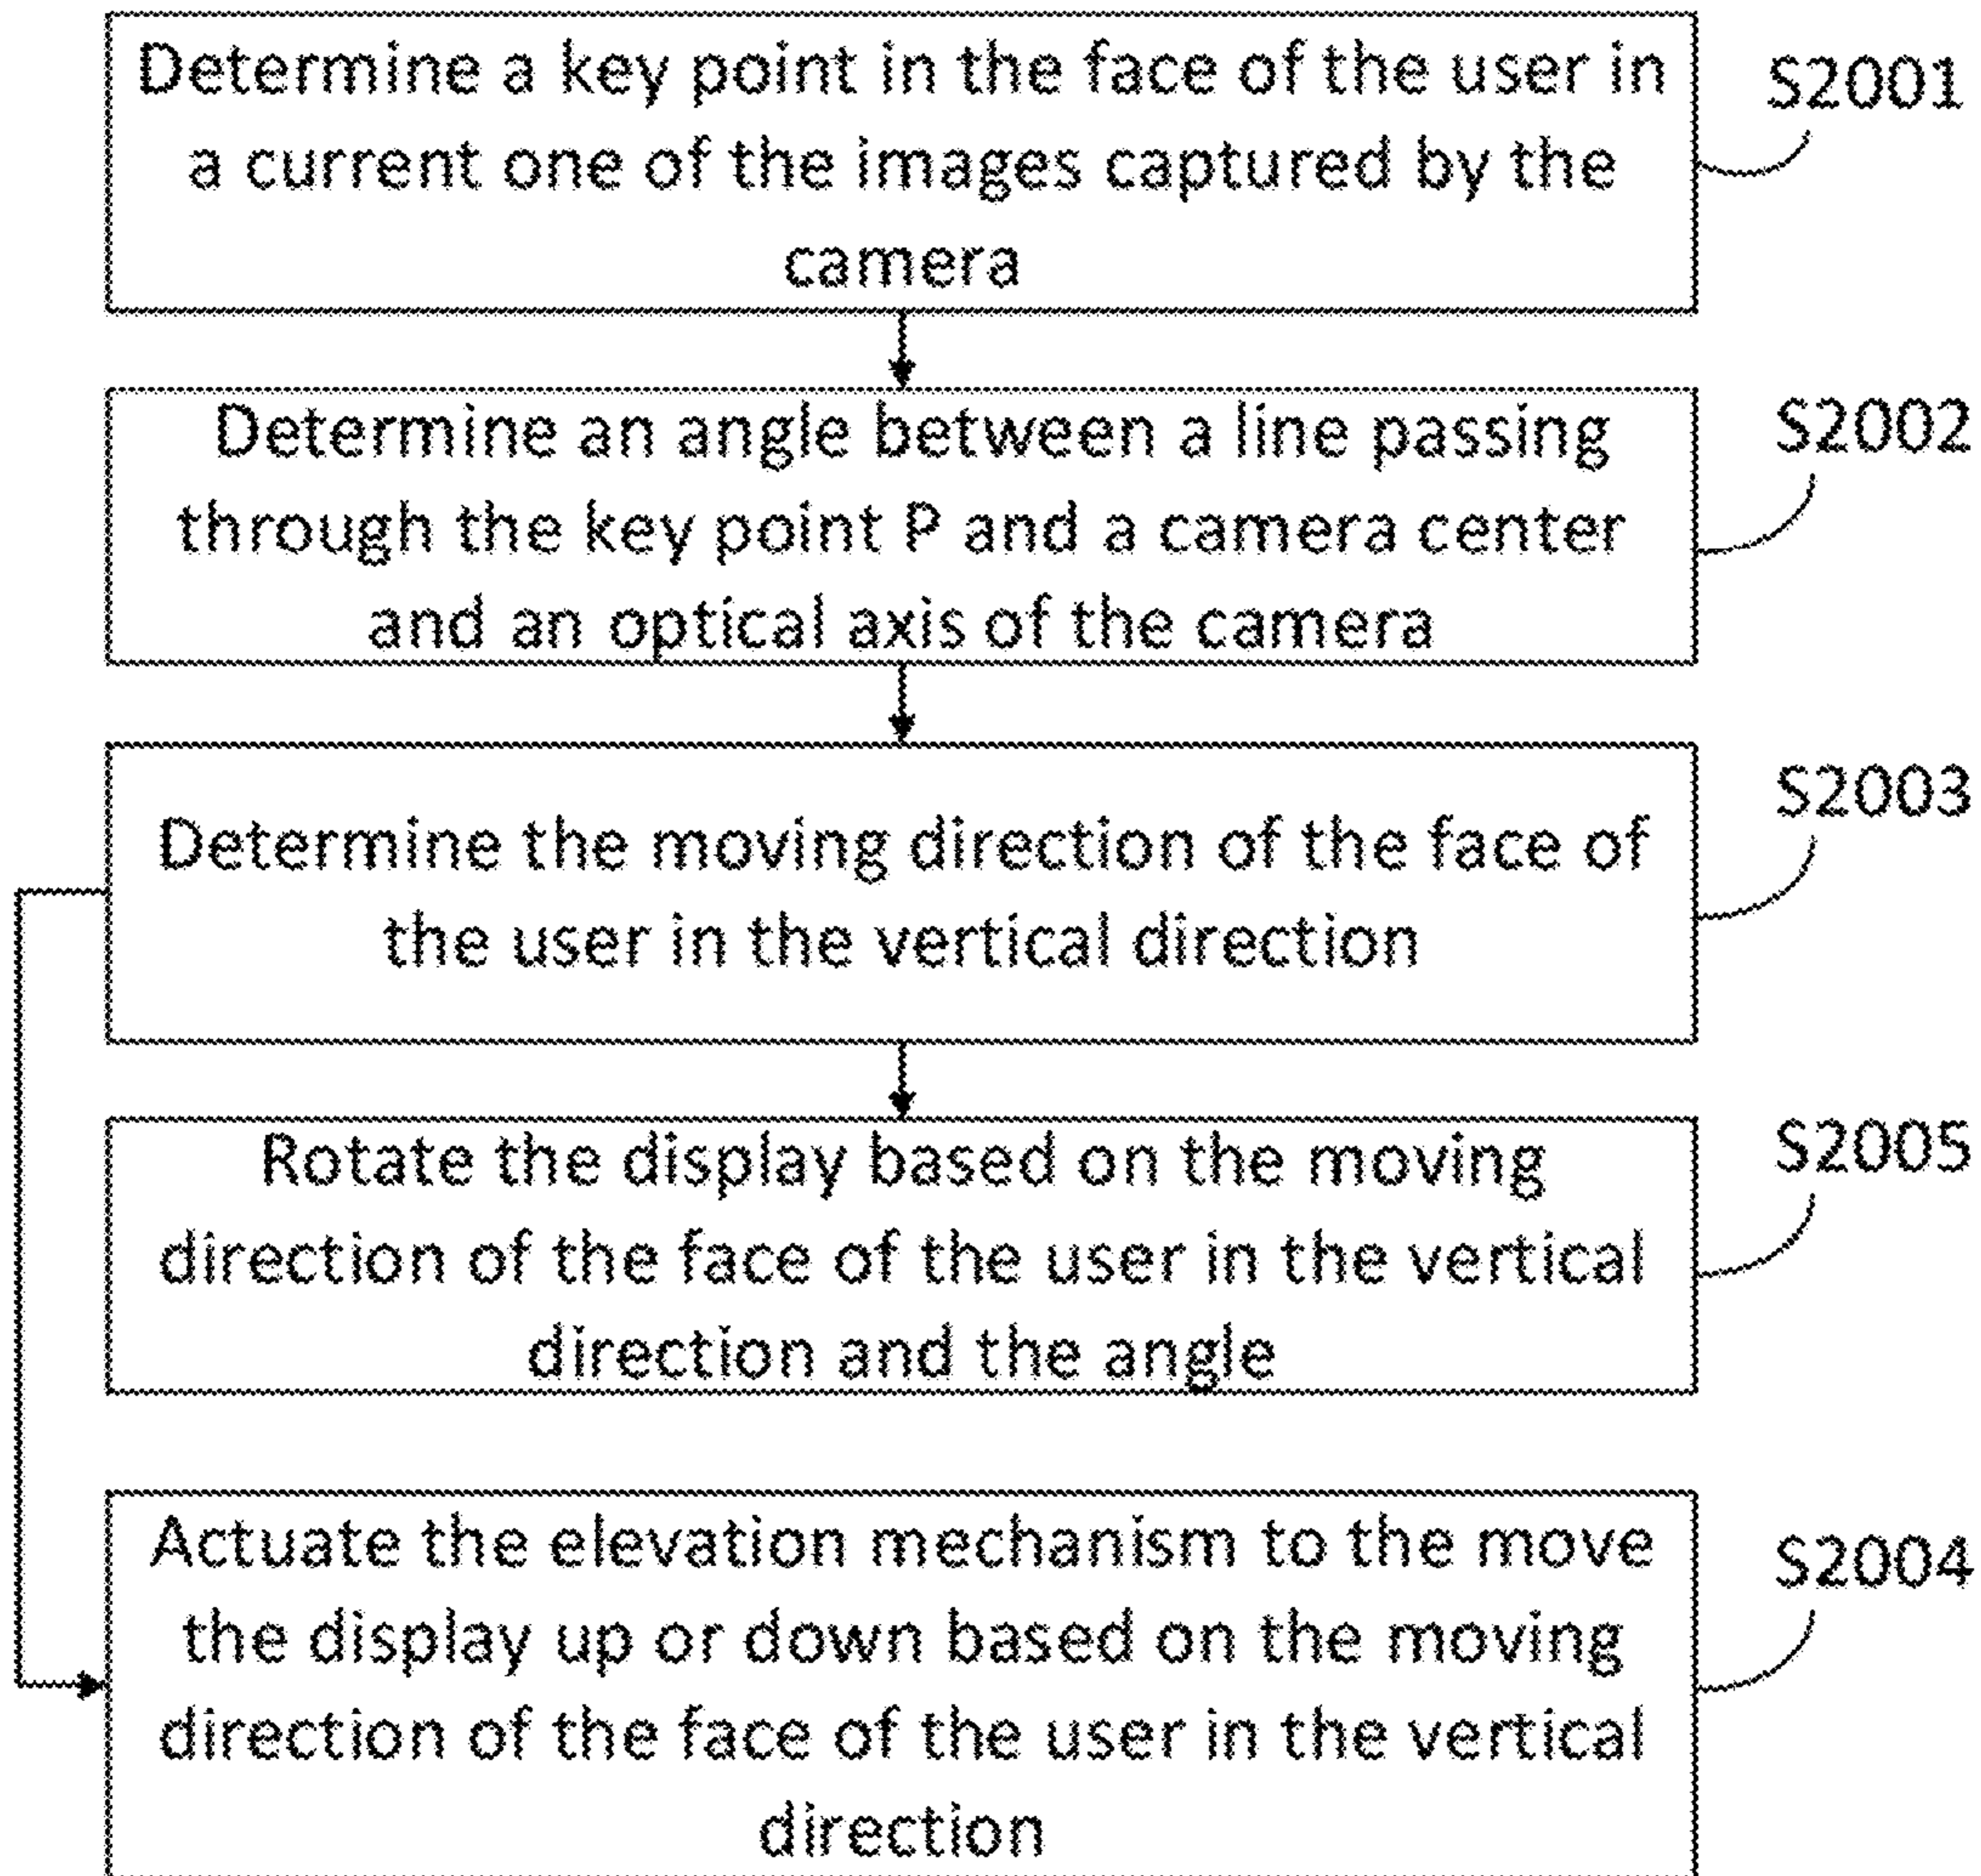 Determine a key point in the face of the user in
a current one of the images captured by the
camera
S2001
Determine an angle between a line passing
through the key point P and a camera center
and an optical axis of the camera
S2002
Determine the moving direction of the face of
the user in the vertical direction
S2003
Rotate the display based on the moving
direction of the face of the user in the vertical
direction and the angle
S2005
Actuate the elevation mechanism to the move
the display up or down based on the moving
direction of the face of the user in the vertical
direction
S2004